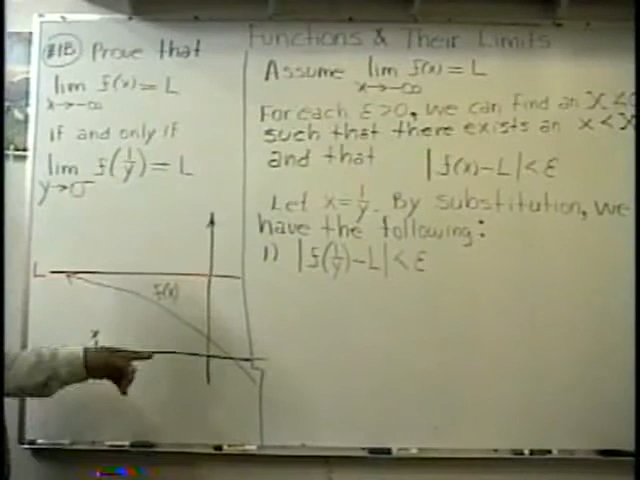 Functions & Their Limits
#1B Prove that
lim f(x) = L
x→-∞
if and only if
lim f(1/y) = L
y→0⁻
L
f(x)
x
Assume lim f(x) = L
x→-∞
For each ε>0, we can find an X<0
such that there exists an x<X
and that |f(x)-L|<ε
Let x=1/y. By substitution, we
have the following:
1) |f(1/y)-L|<ε